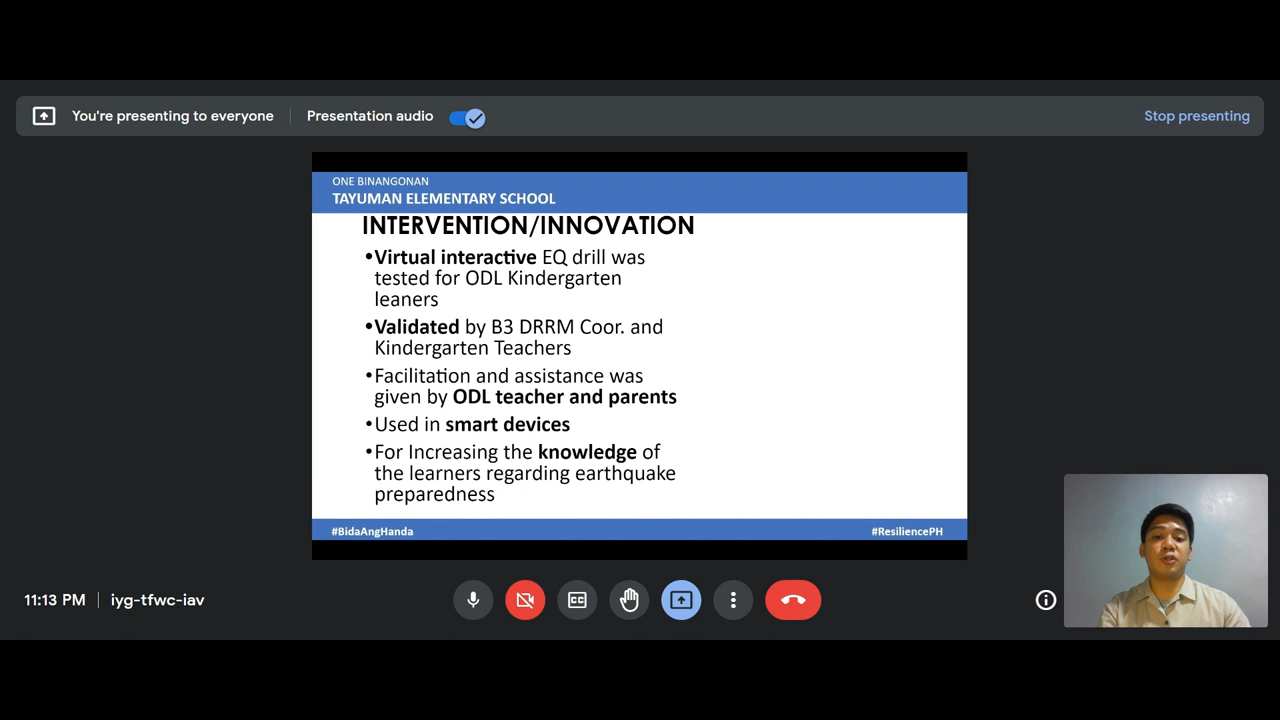 You're presenting to everyone
Presentation audio
Stop presenting
ONE BINANGONAN
TAYUMAN ELEMENTARY SCHOOL
INTERVENTION/INNOVATION
•Virtual interactive EQ drill was
tested for ODL Kindergarten
leaners
•Validated by B3 DRRM Coor. and
Kindergarten Teachers
•Facilitation and assistance was
given by ODL teacher and parents
•Used in smart devices
•For Increasing the knowledge of
the learners regarding earthquake
preparedness
#BidaAngHanda
#ResiliencePH
11:13 PM
iyg-tfwc-iav
CC